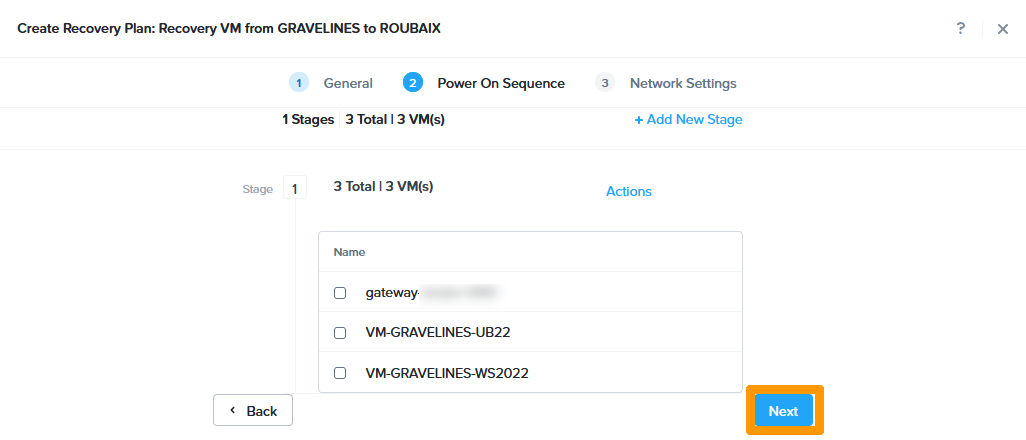 Create Recovery Plan: Recovery VM from GRAVELINES to ROUBAIX ? ×
1 General 2 Power On Sequence 3 Network Settings
1 Stages 3 Total | 3 VM(s) + Add New Stage
Stage 1 3 Total | 3 VM(s) Actions
Name
gateway-
VM-GRAVELINES-UB22
VM-GRAVELINES-WS2022
‹ Back Next